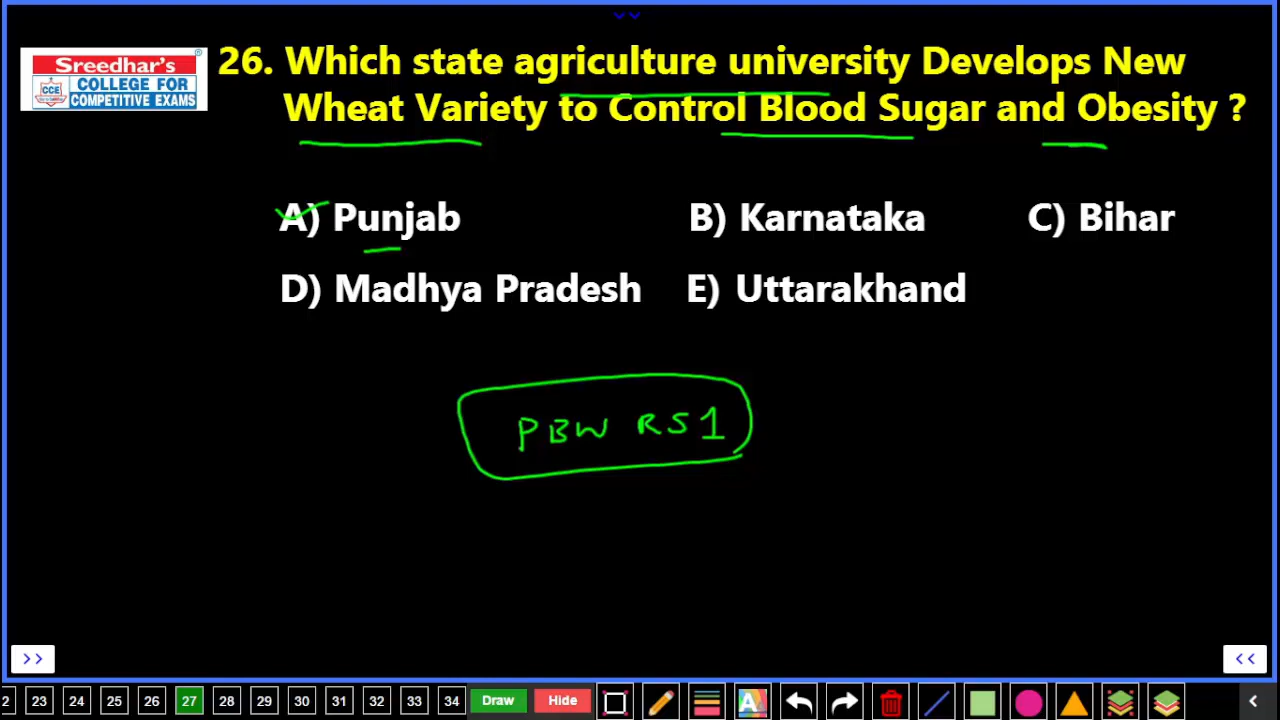 Sreedhar's
CCE
COLLEGE FOR
COMPETITIVE EXAMS
26. Which state agriculture university Develops New
Wheat Variety to Control Blood Sugar and Obesity ?
A) Punjab
B) Karnataka
C) Bihar
D) Madhya Pradesh
E) Uttarakhand
PBW RS1
>>
<<
2 23 24 25 26 27 28 29 30 31 32 33 34 Draw Hide A <